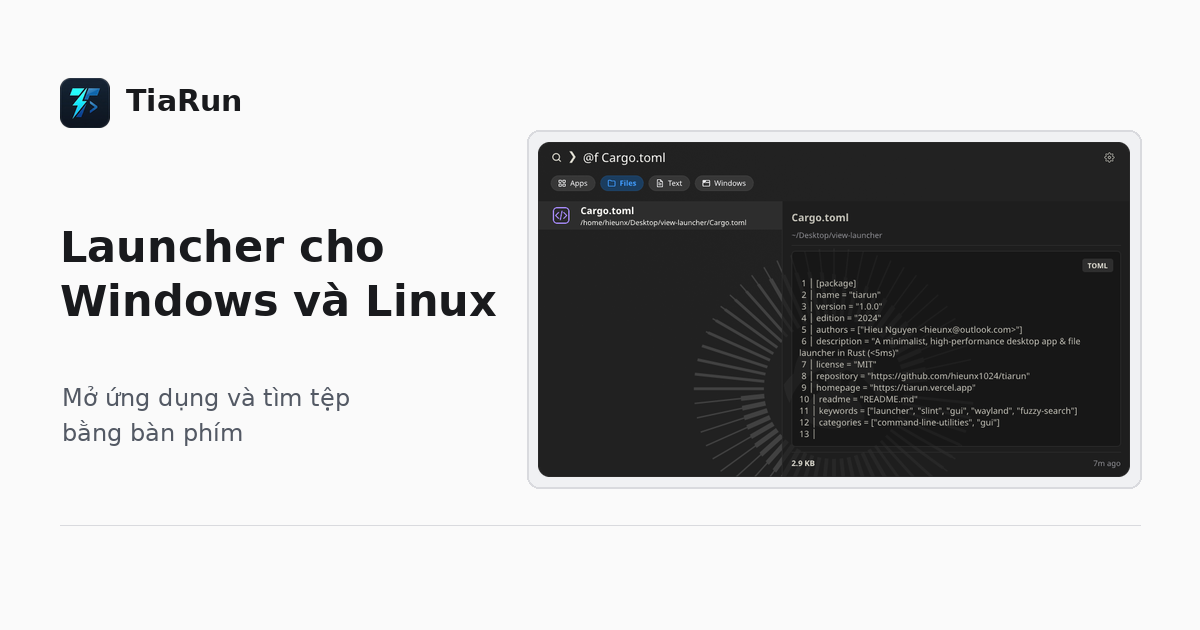 TiaRun
Launcher cho
Windows và Linux
Mở ứng dụng và tìm tệp
bằng bàn phím
❯ @f Cargo.toml
Apps Files Text Windows
Cargo.toml
/home/hieunx/Desktop/view-launcher/Cargo.toml
Cargo.toml
~/Desktop/view-launcher
TOML
1 | [package]
2 | name = "tiarun"
3 | version = "1.0.0"
4 | edition = "2024"
5 | authors = ["Hieu Nguyen <hieunx@outlook.com>"]
6 | description = "A minimalist, high-performance desktop app & file
launcher in Rust (<5ms)"
7 | license = "MIT"
8 | repository = "https://github.com/hieunx1024/tiarun"
9 | homepage = "https://tiarun.vercel.app"
10 | readme = "README.md"
11 | keywords = ["launcher", "slint", "gui", "wayland", "fuzzy-search"]
12 | categories = ["command-line-utilities", "gui"]
13 |
2.9 KB
7m ago